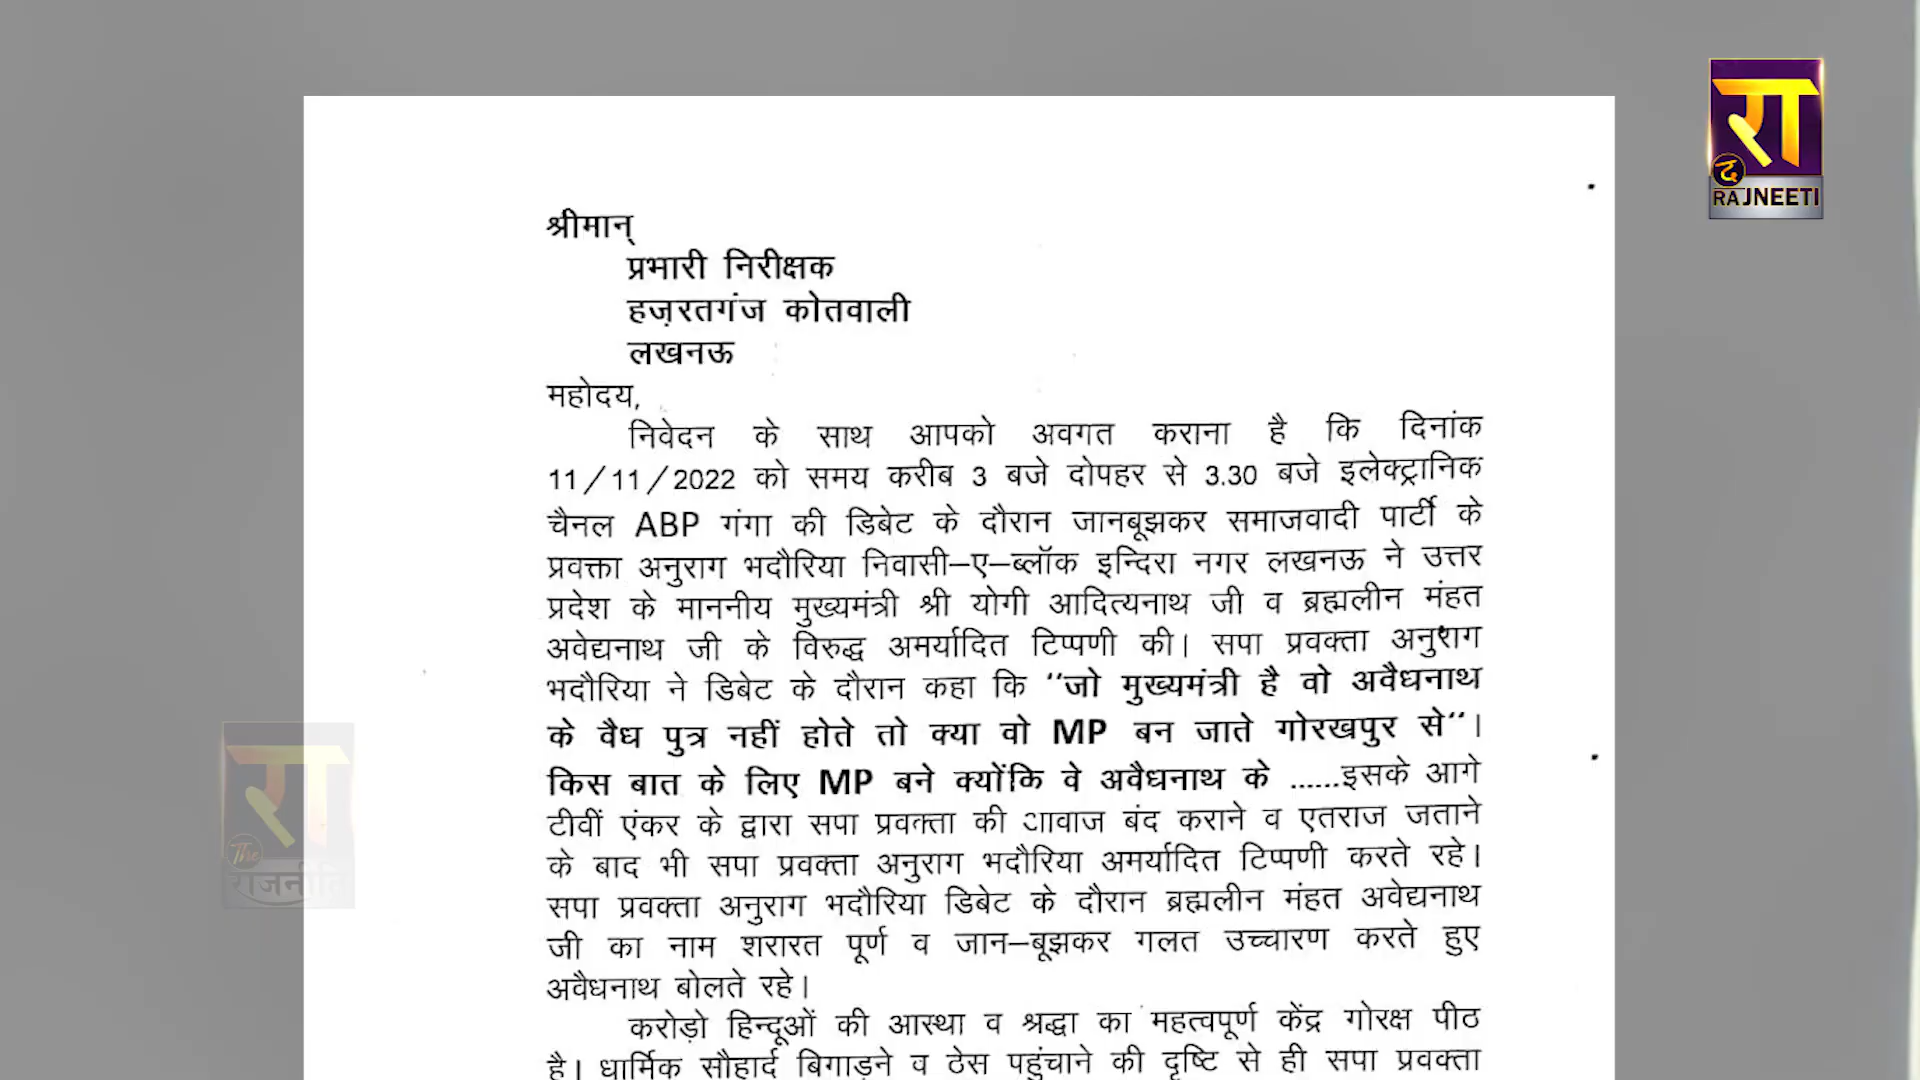 रा
द
RAJNEETI
श्रीमान्
प्रभारी निरीक्षक
हज़रतगंज कोतवाली
लखनऊ
महोदय,
निवेदन के साथ आपको अवगत कराना है कि दिनांक
11/11/2022 को समय करीब 3 बजे दोपहर से 3.30 बजे इलेक्ट्रानिक
चैनल ABP गंगा की डिबेट के दौरान जानबूझकर समाजवादी पार्टी के
प्रवक्ता अनुराग भदौरिया निवासी–ए–ब्लॉक इन्दिरा नगर लखनऊ ने उत्तर
प्रदेश के माननीय मुख्यमंत्री श्री योगी आदित्यनाथ जी व ब्रह्मलीन मंहत
अवेद्यनाथ जी के विरुद्ध अमर्यादित टिप्पणी की। सपा प्रवक्ता अनुराग
भदौरिया ने डिबेट के दौरान कहा कि "जो मुख्यमंत्री है वो अवैधनाथ
के वैध पुत्र नहीं होते तो क्या वो MP बन जाते गोरखपुर से"।
किस बात के लिए MP बने क्योंकि वे अवैधनाथ के ......इसके आगे
टीवीं एंकर के द्वारा सपा प्रवक्ता की आवाज बंद कराने व एतराज जताने
के बाद भी सपा प्रवक्ता अनुराग भदौरिया अमर्यादित टिप्पणी करते रहे।
सपा प्रवक्ता अनुराग भदौरिया डिबेट के दौरान ब्रह्मलीन मंहत अवेद्यनाथ
जी का नाम शरारत पूर्ण व जान–बूझकर गलत उच्चारण करते हुए
अवैधनाथ बोलते रहे।
करोड़ो हिन्दूओं की आस्था व श्रद्धा का महत्वपूर्ण केंद्र गोरक्ष पीठ
है। धार्मिक सौहार्द बिगाड़ने व ठेस पहुंचाने की दृष्टि से ही सपा प्रवक्ता
रा
The
राजनीति